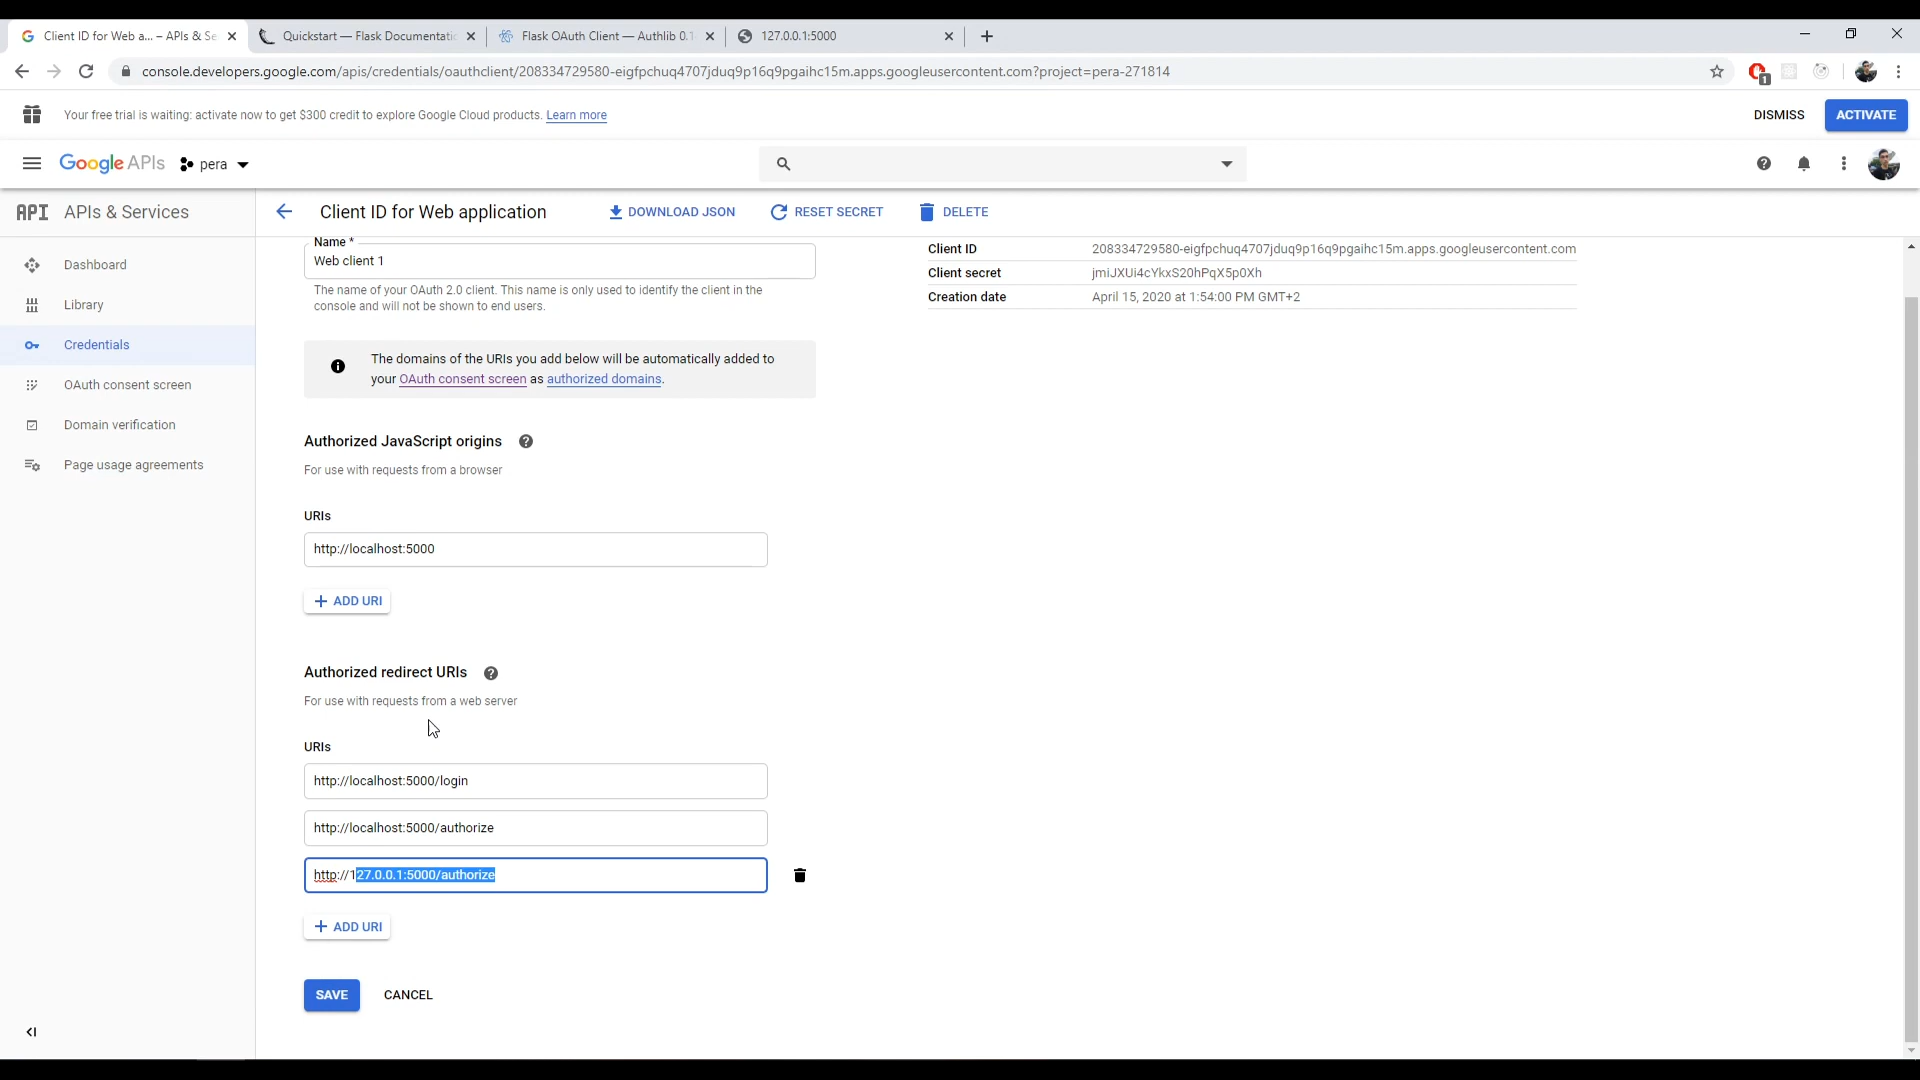 Client ID for Web a... – APIs & Se
Quickstart — Flask Documentatic
Flask OAuth Client — Authlib 0.1
127.0.0.1:5000
console.developers.google.com/apis/credentials/oauthclient/208334729580-eigfpchuq4707jduq9p16q9pgaihc15m.apps.googleusercontent.com?project=pera-271814
1
Your free trial is waiting: activate now to get $300 credit to explore Google Cloud products. Learn more
DISMISS
ACTIVATE
Google APIs
pera
API APIs & Services
Client ID for Web application
DOWNLOAD JSON
RESET SECRET
DELETE
Dashboard
Library
Credentials
OAuth consent screen
Domain verification
Page usage agreements
Name *
Web client 1
The name of your OAuth 2.0 client. This name is only used to identify the client in the
console and will not be shown to end users.
Client ID 208334729580-eigfpchuq4707jduq9p16q9pgaihc15m.apps.googleusercontent.com
Client secret jmiJXUi4cYkxS20hPqX5p0Xh
Creation date April 15, 2020 at 1:54:00 PM GMT+2
The domains of the URIs you add below will be automatically added to
your OAuth consent screen as authorized domains.
Authorized JavaScript origins
For use with requests from a browser
URIs
http://localhost:5000
ADD URI
Authorized redirect URIs
For use with requests from a web server
URIs
http://localhost:5000/login
http://localhost:5000/authorize
http://127.0.0.1:5000/authorize
ADD URI
SAVE
CANCEL